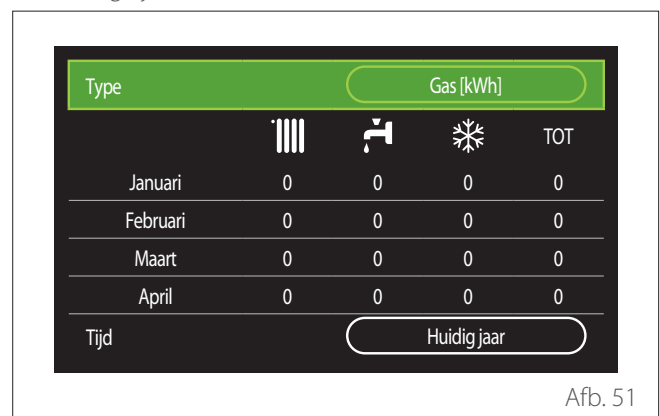 Type Gas [kWh]
TOT
Januari 0 0 0 0
Februari 0 0 0 0
Maart 0 0 0 0
April 0 0 0 0
Tijd Huidig jaar
Afb. 51